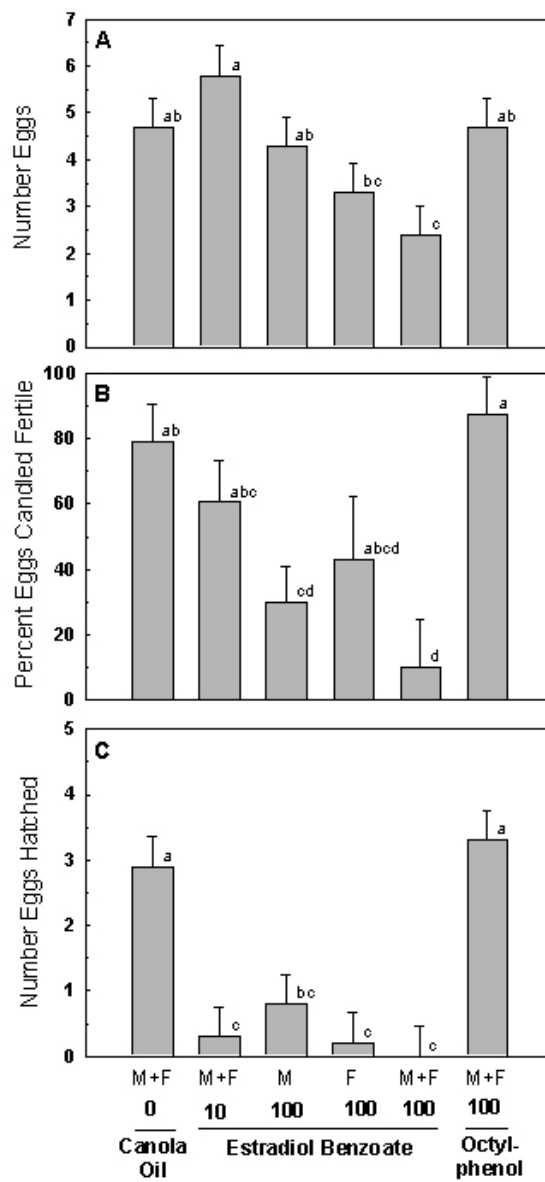 7
A
6
a
5
ab
ab
ab
4
bc
3
c
2
1
0
Number Eggs
100
B
a
80
ab
60
abc
abcd
40
cd
20
d
0
Percent Eggs Candled Fertile
5
C
4
a
3
a
2
1
bc
c
c
c
0
Number Eggs Hatched
M+F M+F M F M+F M+F
0 10 100 100 100 100
Canola Estradiol Benzoate Octyl-
Oil phenol